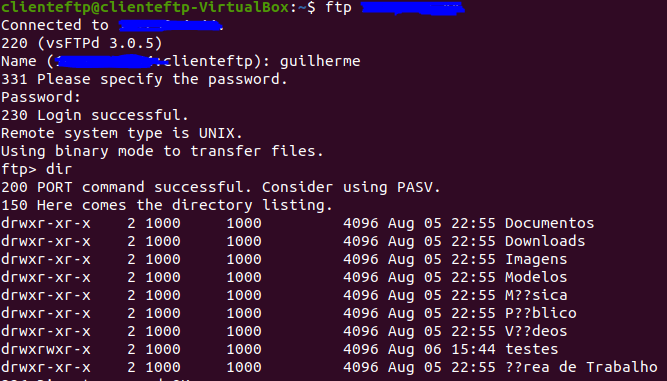 clienteftp@clienteftp-VirtualBox:~$ ftp
Connected to .
220 (vsFTPd 3.0.5)
Name (:clienteftp): guilherme
331 Please specify the password.
Password:
230 Login successful.
Remote system type is UNIX.
Using binary mode to transfer files.
ftp> dir
200 PORT command successful. Consider using PASV.
150 Here comes the directory listing.
drwxr-xr-x    2 1000     1000         4096 Aug 05 22:55 Documentos
drwxr-xr-x    2 1000     1000         4096 Aug 05 22:55 Downloads
drwxr-xr-x    2 1000     1000         4096 Aug 05 22:55 Imagens
drwxr-xr-x    2 1000     1000         4096 Aug 05 22:55 Modelos
drwxr-xr-x    2 1000     1000         4096 Aug 05 22:55 M??sica
drwxr-xr-x    2 1000     1000         4096 Aug 05 22:55 P??blico
drwxr-xr-x    2 1000     1000         4096 Aug 05 22:55 V??deos
drwxrwxr-x    2 1000     1000         4096 Aug 06 15:44 testes
drwxr-xr-x    2 1000     1000         4096 Aug 05 22:55 ??rea de Trabalho